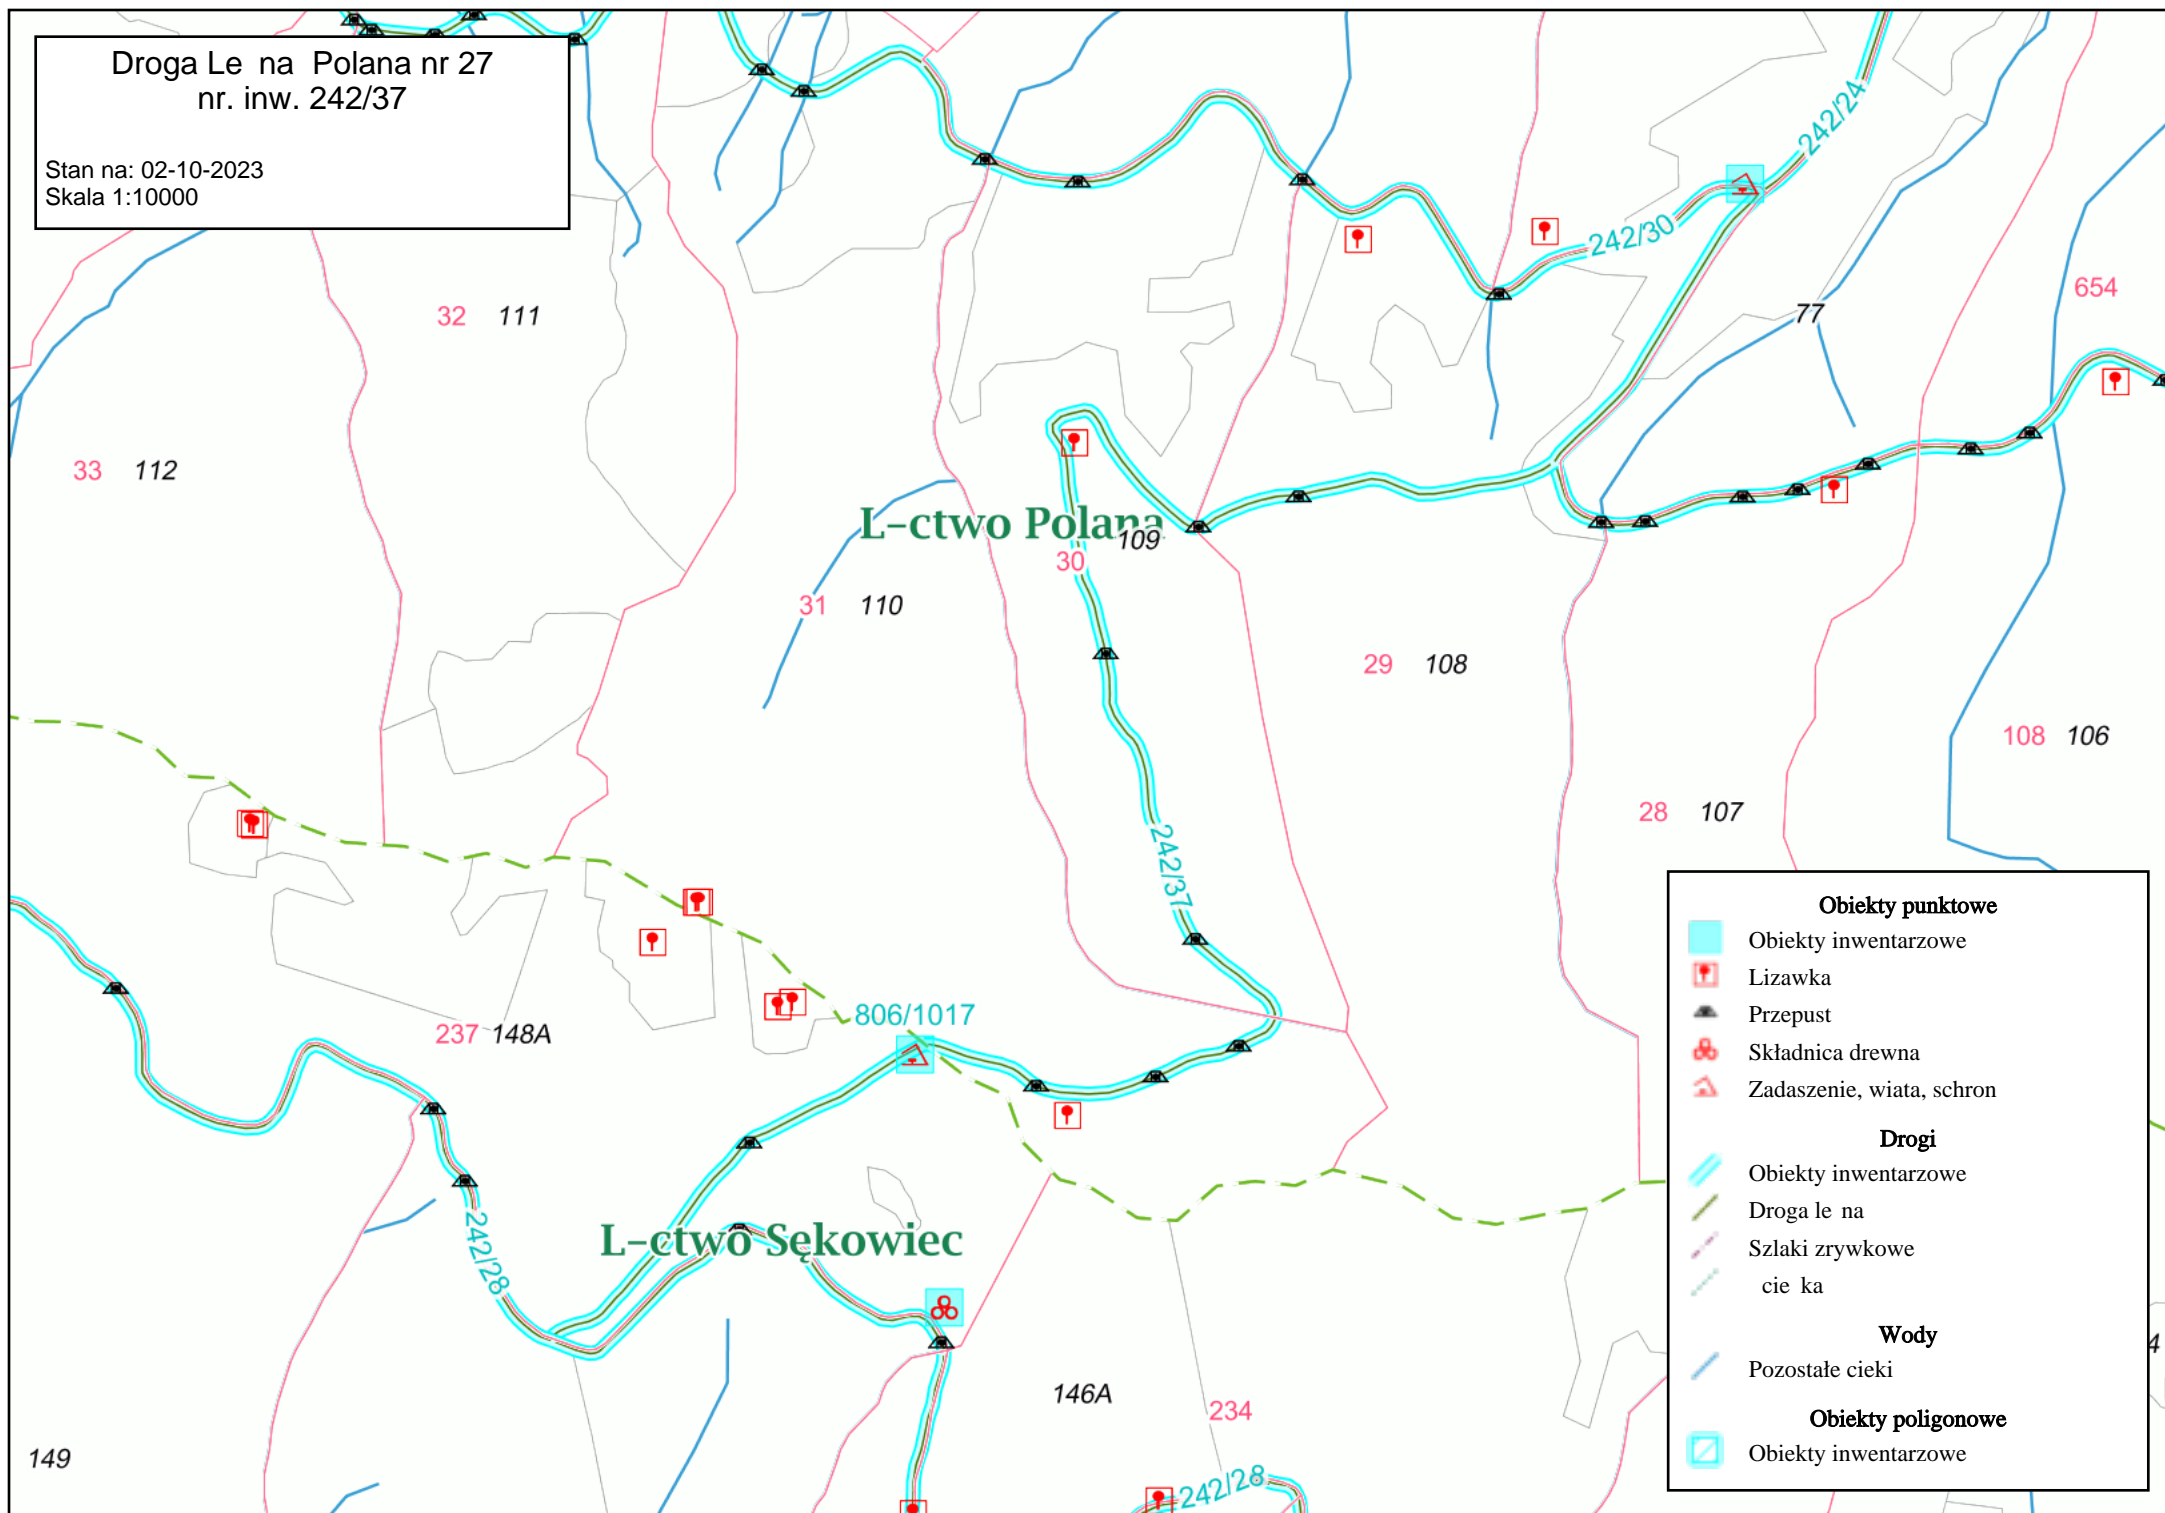 Droga Le na Polana nr 27
nr. inw. 242/37
Stan na: 02-10-2023
Skala 1:10000
242/24
242/30
654
77
32 111
33 112
L-ctwo Polana
109
30
31 110
29 108
108 106
28 107
242/37
806/1017
237 148A
242/28
L-ctwo Sękowiec
146A
234
149
242/28
4
Obiekty punktowe
Obiekty inwentarzowe
Lizawka
Przepust
Składnica drewna
Zadaszenie, wiata, schron
Drogi
Obiekty inwentarzowe
Droga le na
Szlaki zrywkowe
cie ka
Wody
Pozostałe cieki
Obiekty poligonowe
Obiekty inwentarzowe